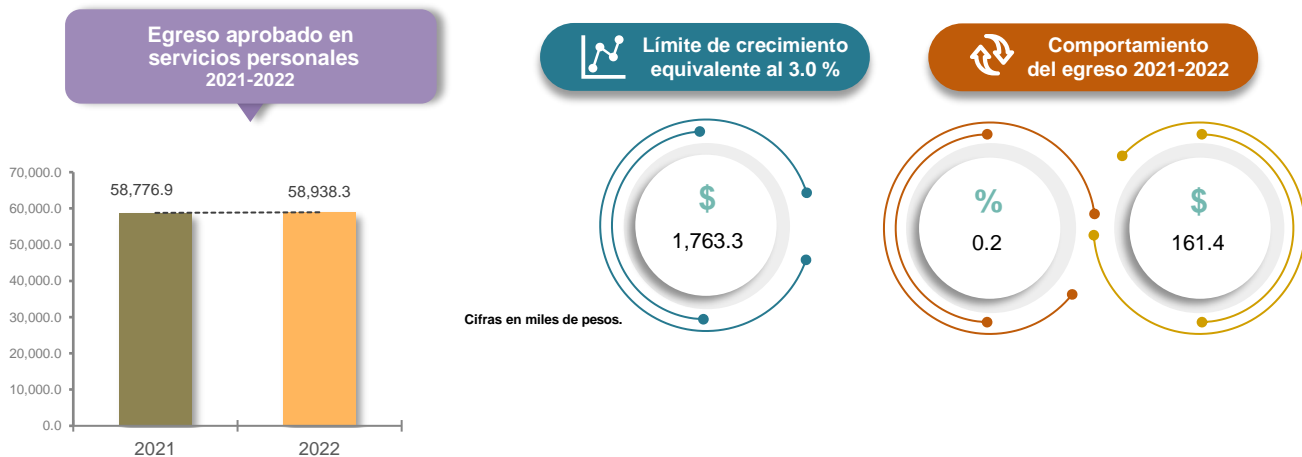 Egreso aprobado en
servicios personales
2021-2022
Límite de crecimiento
equivalente al 3.0 %
Comportamiento
del egreso 2021-2022
70,000.0
60,000.0
50,000.0
40,000.0
30,000.0
20,000.0
10,000.0
0.0
58,776.9
58,938.3
2021
2022
$
1,763.3
%
0.2
$
161.4
Cifras en miles de pesos.